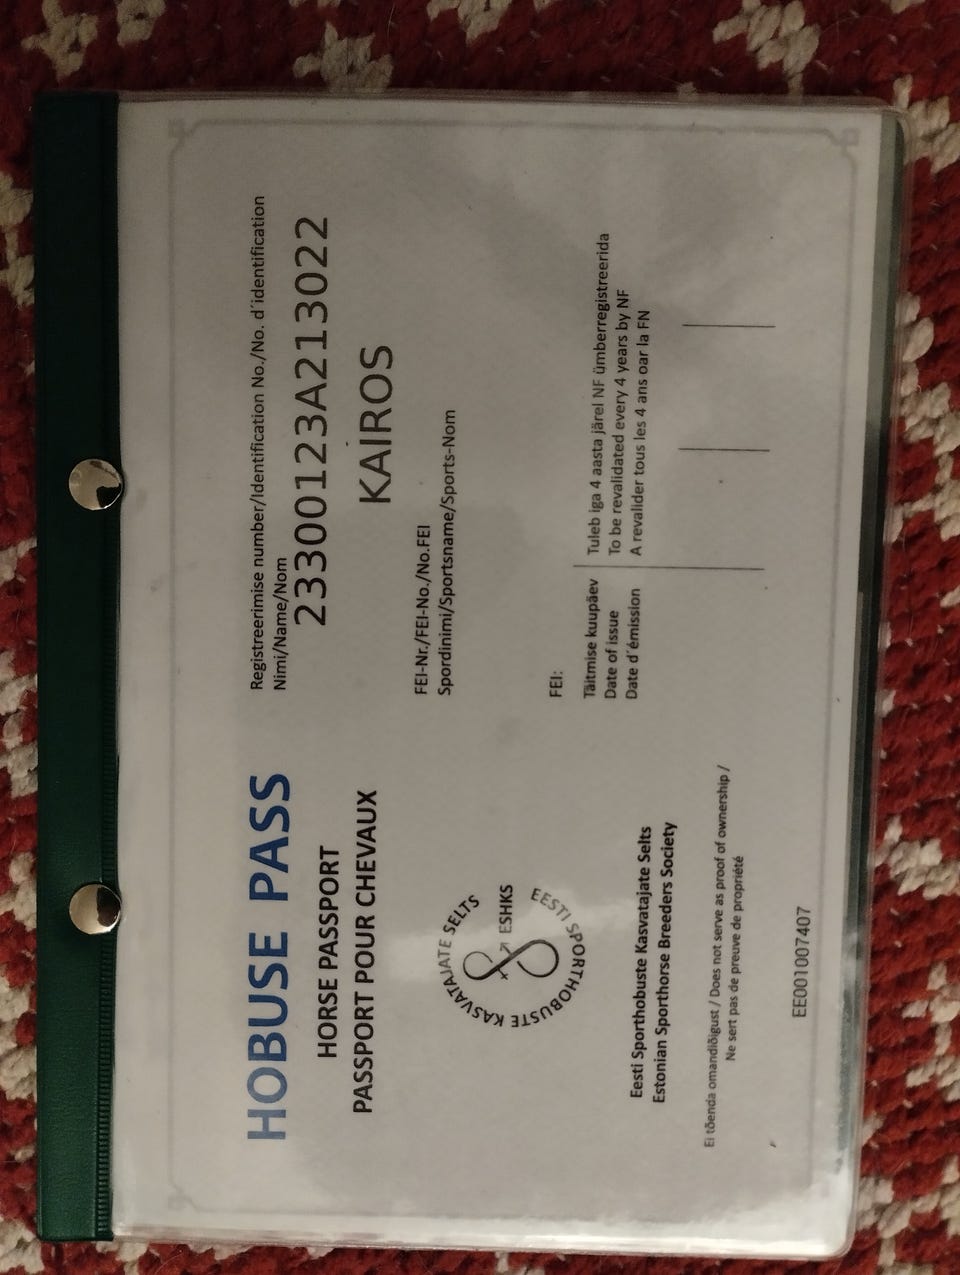 HOBUSE PASS
HORSE PASSPORT
PASSPORT POUR CHEVAUX
EESTI SPORTHOBUSTE KASVATAJATE SELTS
ESHKS
Eesti Sporthobuste Kasvatajate Selts
Estonian Sporthorse Breeders Society
Ei tõenda omandiõigust / Does not serve as proof of ownership /
Ne sert pas de preuve de propriété
EE001007407
Registreerimise number/Identification No./No. d´identification
Nimi/Name/Nom
23300123A213022
KAIROS
FEI-Nr./FEI-No./No.FEI
Spordinimi/Sportsname/Sports-Nom
FEI:
Täitmise kuupäev
Date of issue
Date d´émission
Tuleb iga 4 aasta järel NF ümberregistreerida
To be revalidated every 4 years by NF
A revalider tous les 4 ans oar la FN